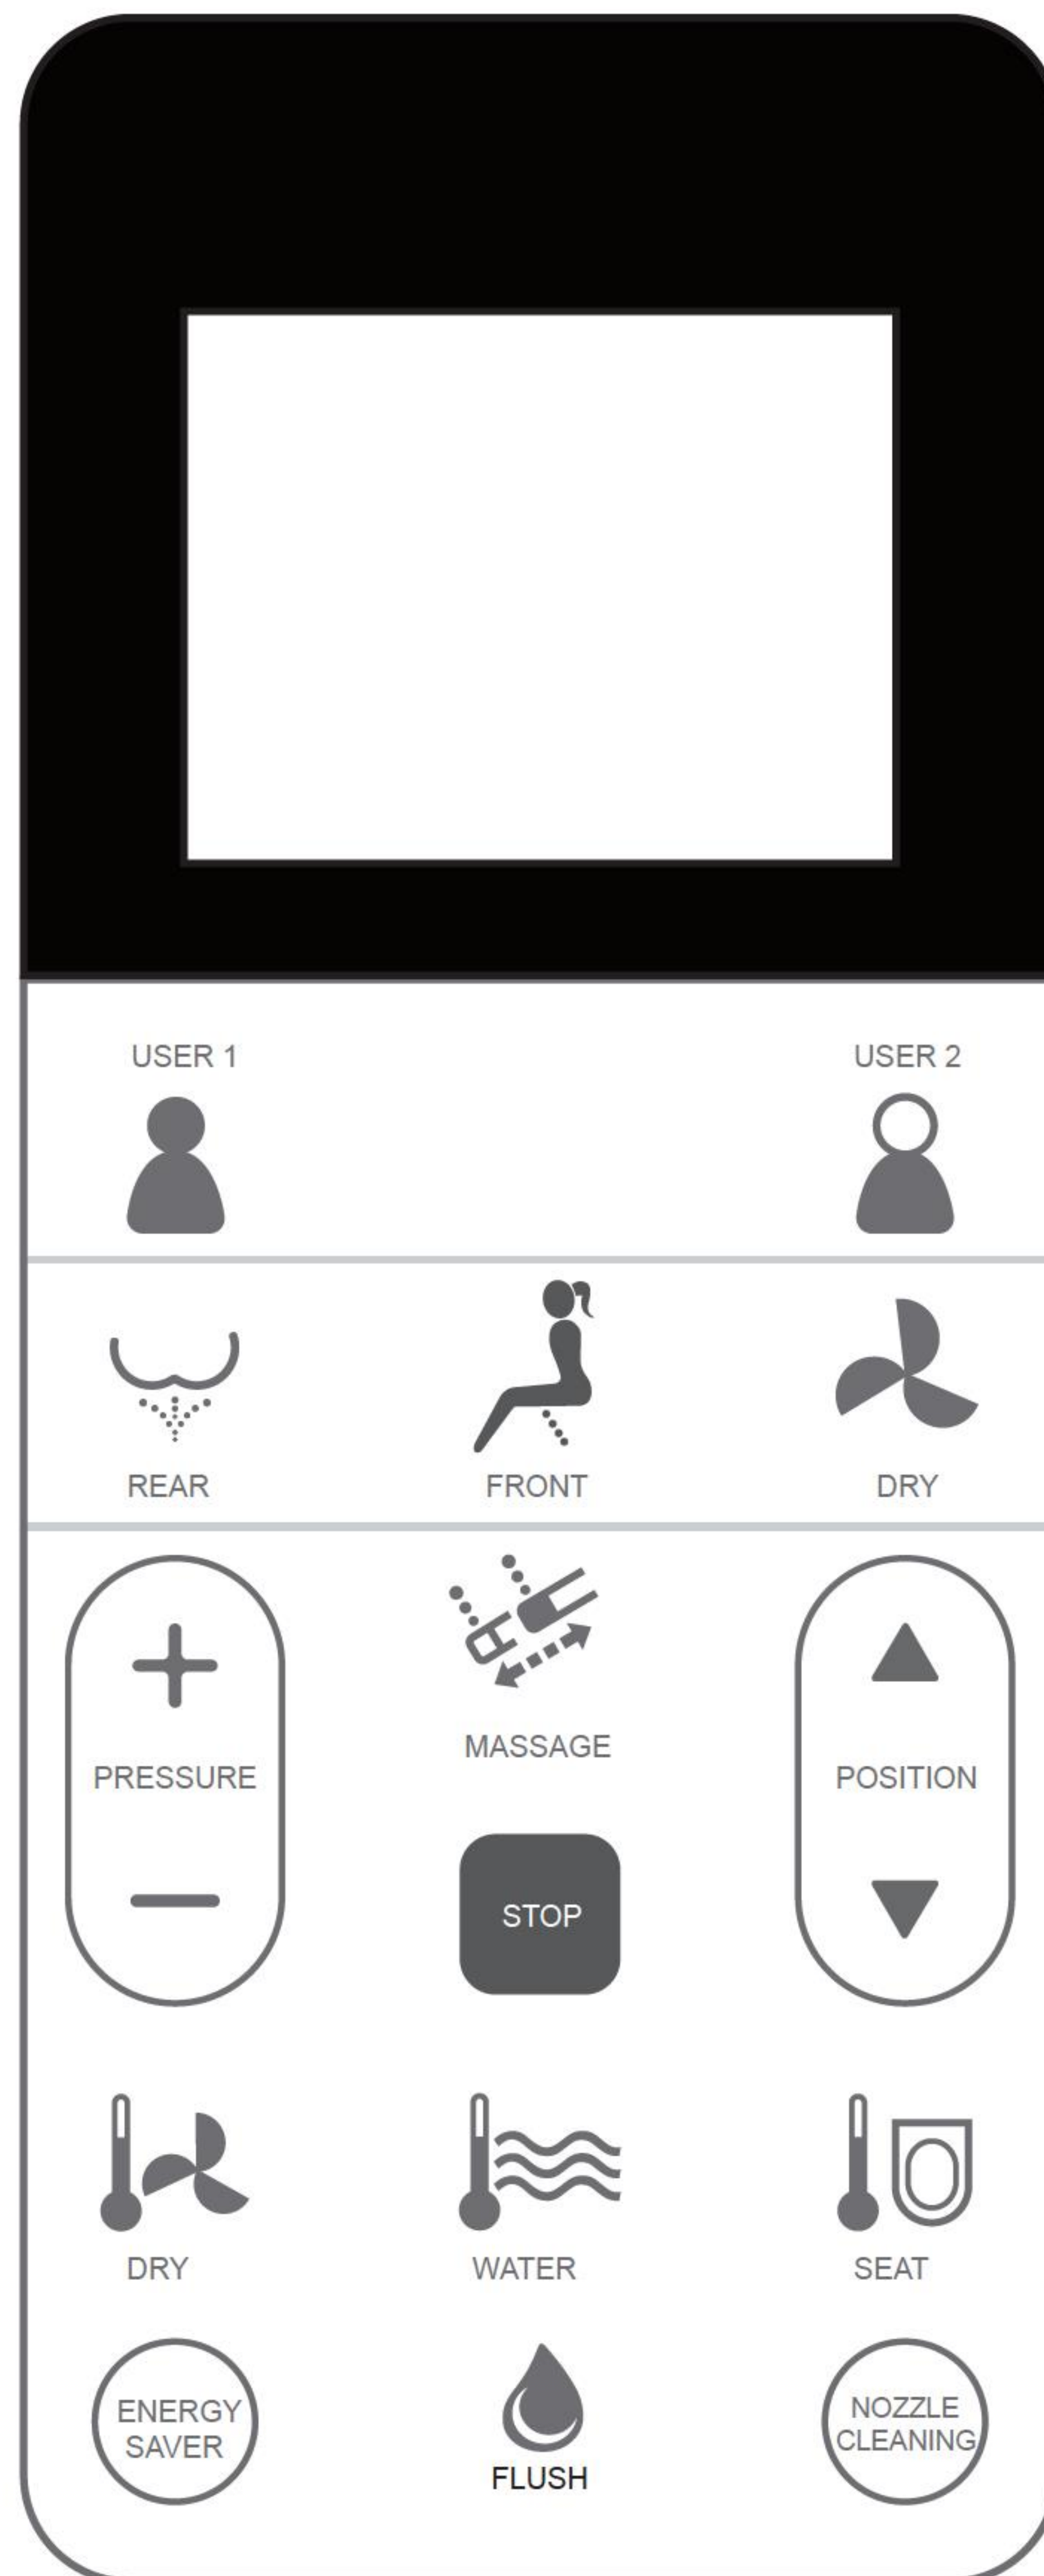 USER 1
USER 2
REAR
FRONT
DRY
MASSAGE
PRESSURE
POSITION
STOP
DRY
WATER
SEAT
ENERGY
SAVER
FLUSH
NOZZLE
CLEANING